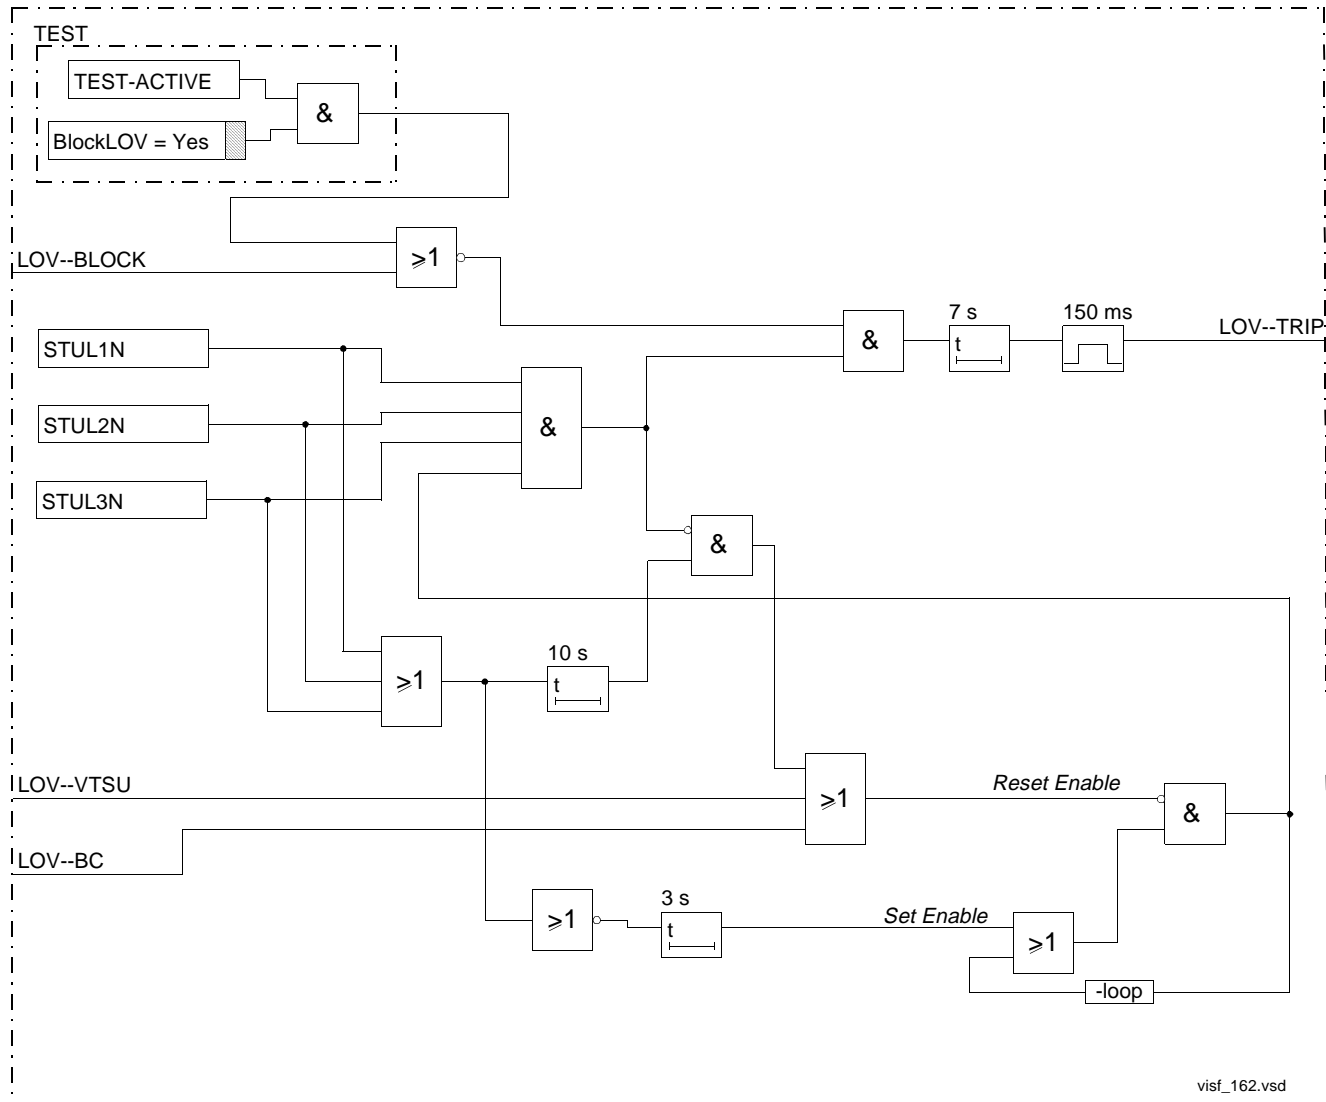 TEST
TEST-ACTIVE
&
BlockLOV = Yes
LOV--BLOCK
≥1
7 s
150 ms
LOV--TRIP
&
t
STUL1N
STUL2N
&
STUL3N
&
10 s
≥1
t
LOV--VTSU
Reset Enable
≥1
&
LOV--BC
3 s
≥1
t
Set Enable
≥1
-loop
visf_162.vsd